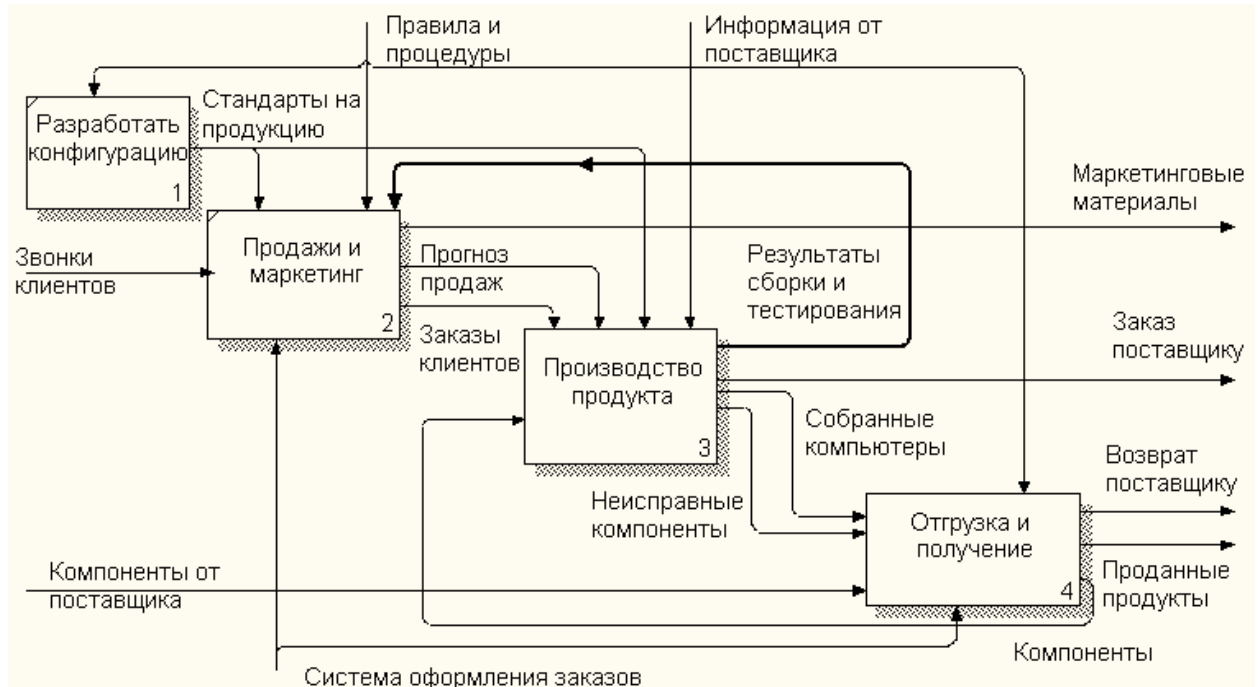 Правила и
процедуры
Информация от
поставщика
Разработать
конфигурацию
1
Стандарты на
продукцию
Маркетинговые
материалы
Звонки
клиентов
Продажи и
маркетинг
2
Прогноз
продаж
Результаты
сборки и
тестирования
Заказы
клиентов
Заказ
поставщику
Производство
продукта
3
Собранные
компьютеры
Неисправные
компоненты
Возврат
поставщику
Отгрузка и
получение
4
Компоненты от
поставщика
Проданные
продукты
Компоненты
Система оформления заказов